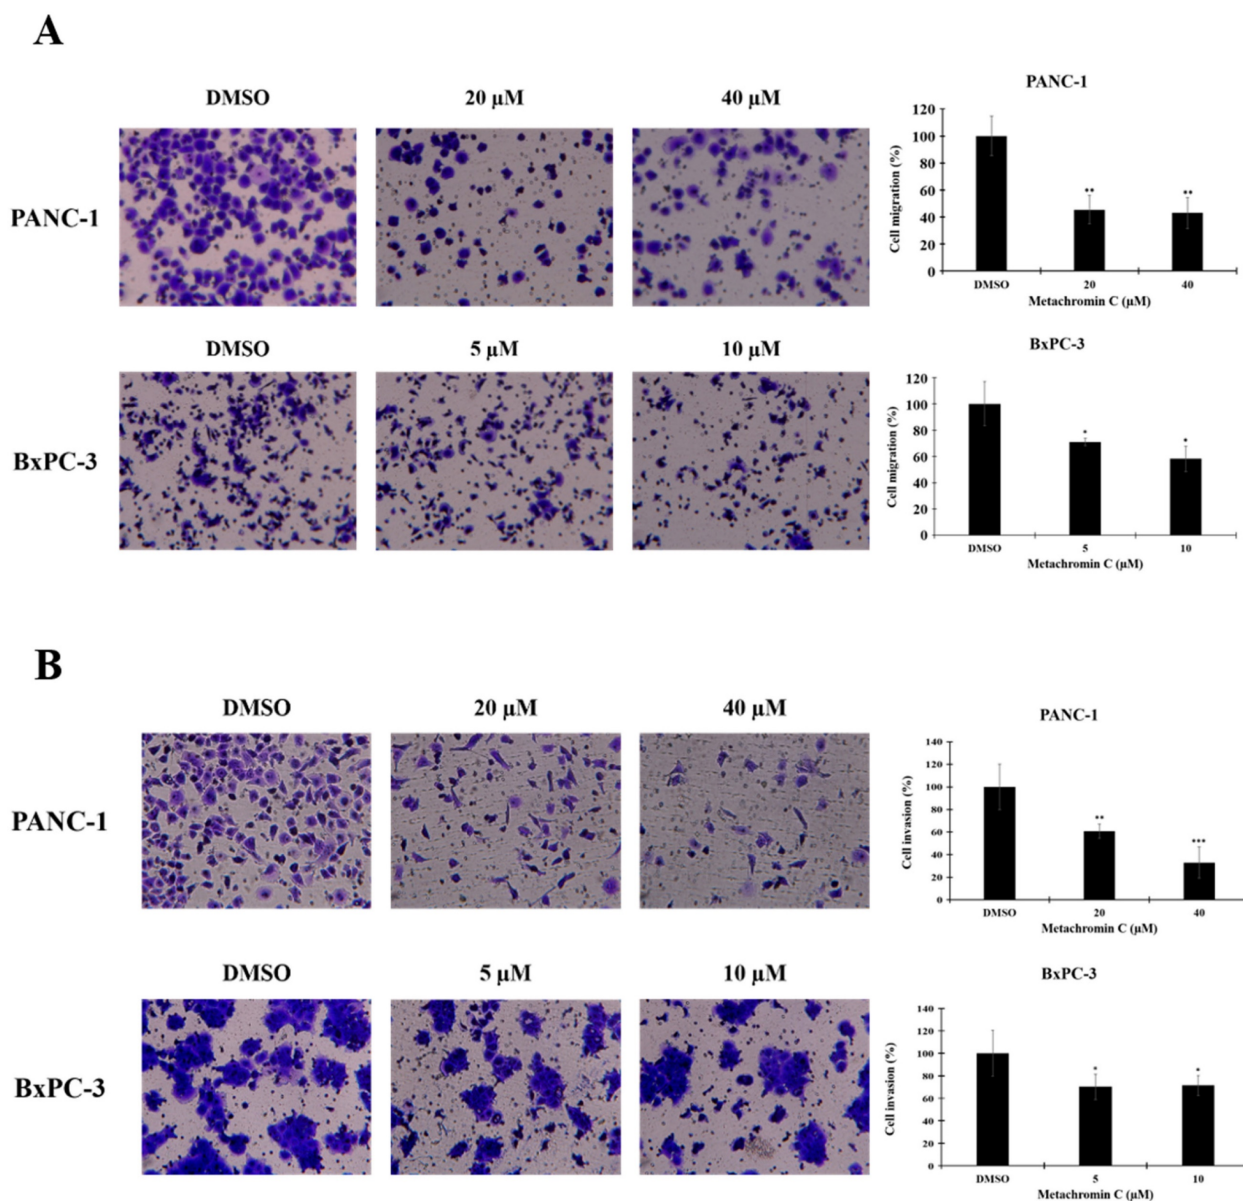 A
DMSO 20 µM 40 µM
PANC-1
PANC-1
Cell migration (%)
120
100
80
60
40
20
0
** **
DMSO 20 40
Metachromin C (µM)
DMSO 5 µM 10 µM
BxPC-3
BxPC-3
Cell migration (%)
120
100
80
60
40
20
0
* *
DMSO 5 10
Metachromin C (µM)
B
DMSO 20 µM 40 µM
PANC-1
PANC-1
Cell invasion (%)
140
120
100
80
60
40
20
0
** ***
DMSO 20 40
Metachromin C (µM)
DMSO 5 µM 10 µM
BxPC-3
BxPC-3
Cell invasion (%)
140
120
100
80
60
40
20
0
* *
DMSO 5 10
Metachromin C (µM)